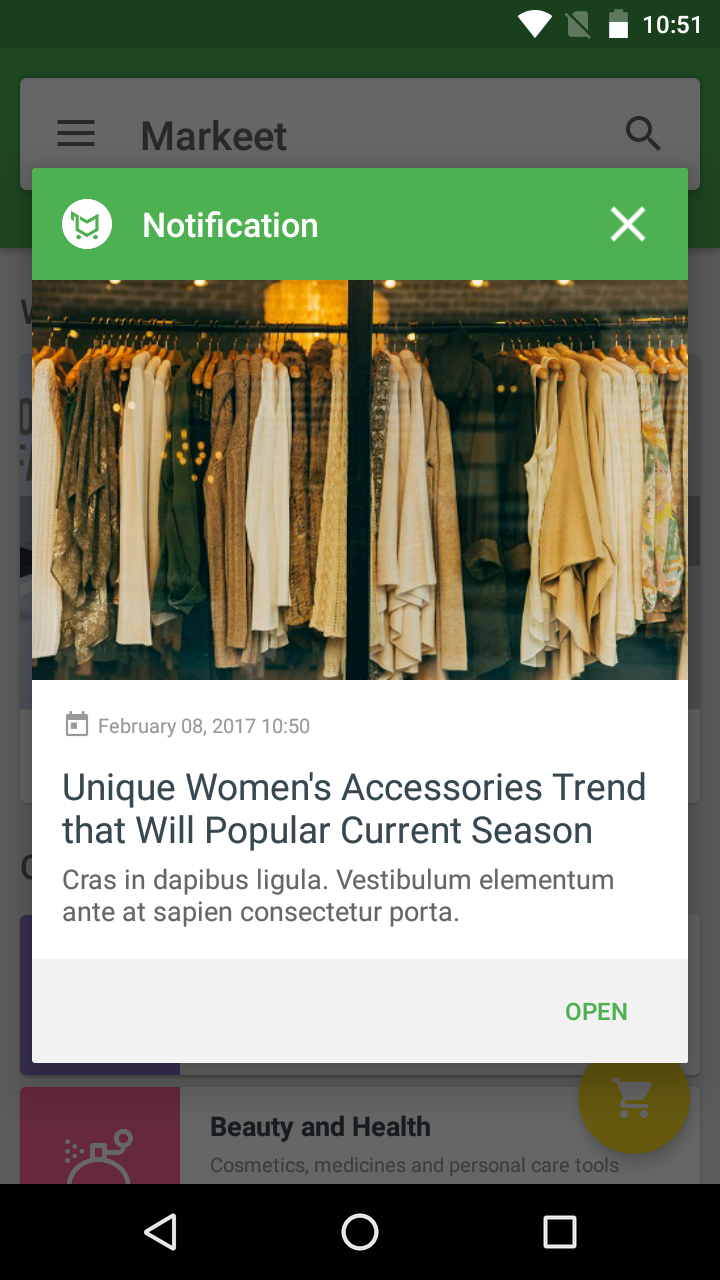 10:51
Markeet
Notification
February 08, 2017 10:50
Unique Women's Accessories Trend
that Will Popular Current Season
Cras in dapibus ligula. Vestibulum elementum
ante at sapien consectetur porta.
OPEN
Beauty and Health
Cosmetics, medicines and personal care tools